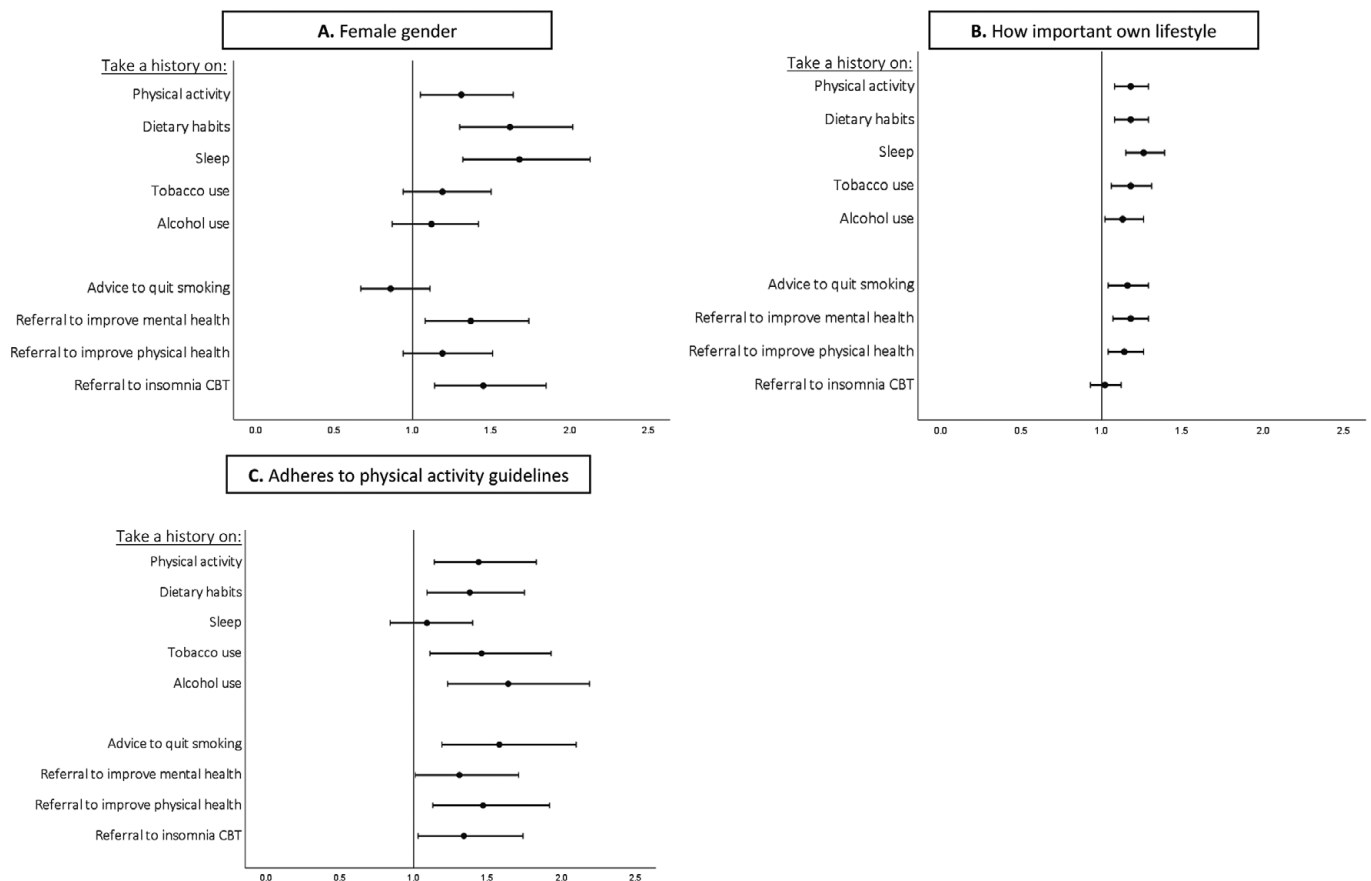 A. Female gender
Take a history on:
Physical activity
Dietary habits
Sleep
Tobacco use
Alcohol use
Advice to quit smoking
Referral to improve mental health
Referral to improve physical health
Referral to insomnia CBT
0.0 0.5 1.0 1.5 2.0 2.5
B. How important own lifestyle
Take a history on:
Physical activity
Dietary habits
Sleep
Tobacco use
Alcohol use
Advice to quit smoking
Referral to improve mental health
Referral to improve physical health
Referral to insomnia CBT
0.0 0.5 1.0 1.5 2.0 2.5
C. Adheres to physical activity guidelines
Take a history on:
Physical activity
Dietary habits
Sleep
Tobacco use
Alcohol use
Advice to quit smoking
Referral to improve mental health
Referral to improve physical health
Referral to insomnia CBT
0.0 0.5 1.0 1.5 2.0 2.5